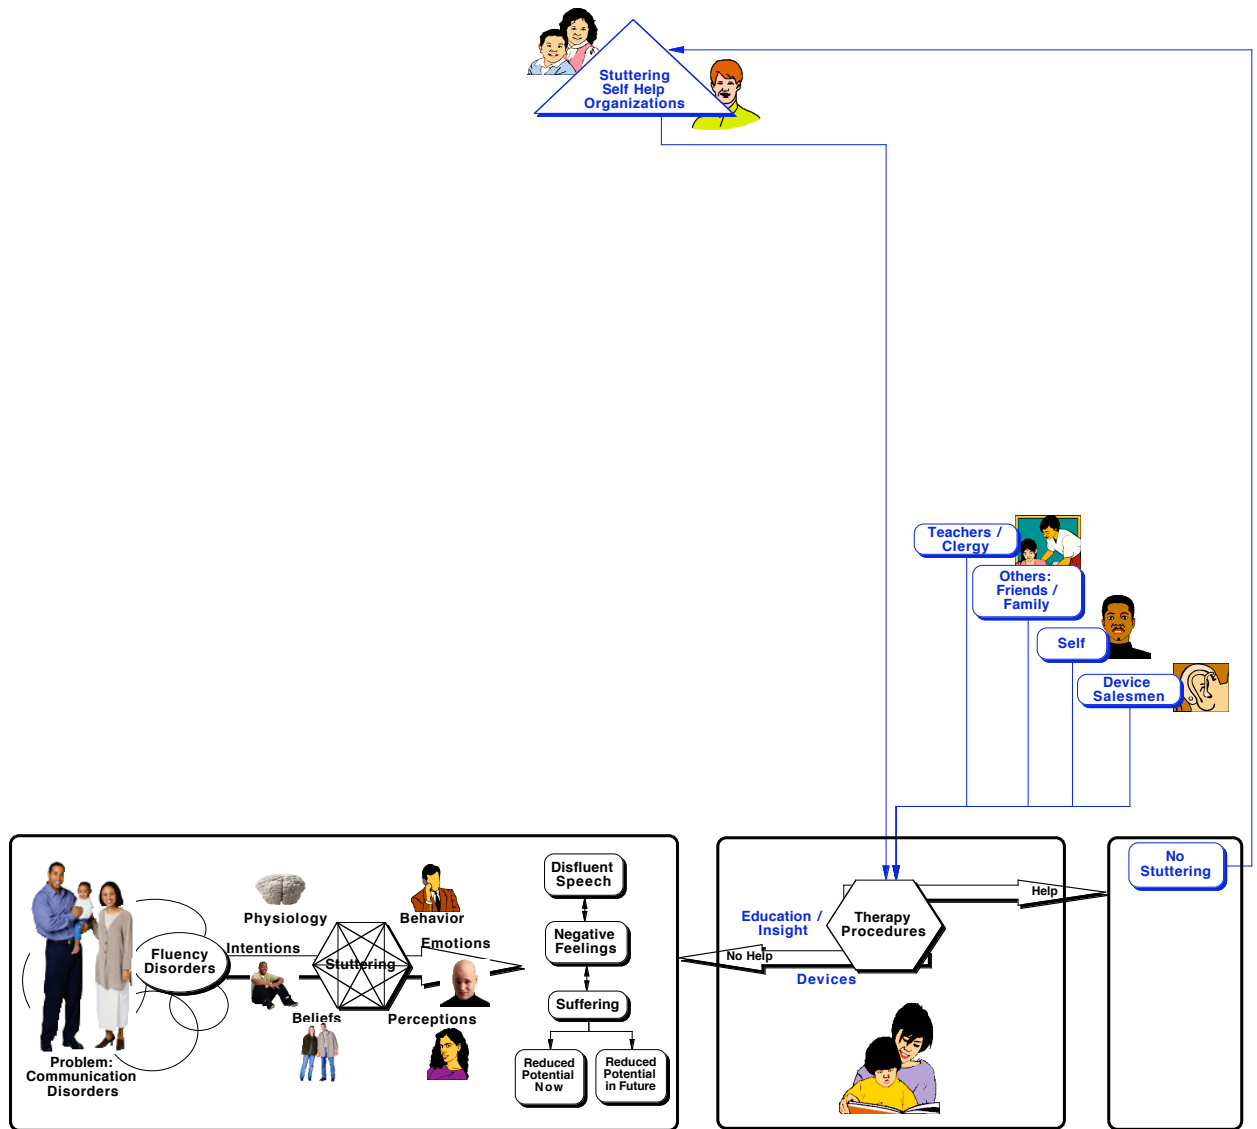 Stuttering
Self Help
Organizations
Teachers /
Clergy
Others:
Friends /
Family
Self
Device
Salesmen
No
Stuttering
Disfluent
Speech
Physiology
Behavior
Help
Education /
Insight
Therapy
Procedures
Negative
Feelings
Intentions
Emotions
Fluency
Disorders
Stuttering
No Help
Devices
Suffering
Beliefs
Perceptions
Problem:
Communication
Disorders
Reduced
Potential
Now
Reduced
Potential
in Future